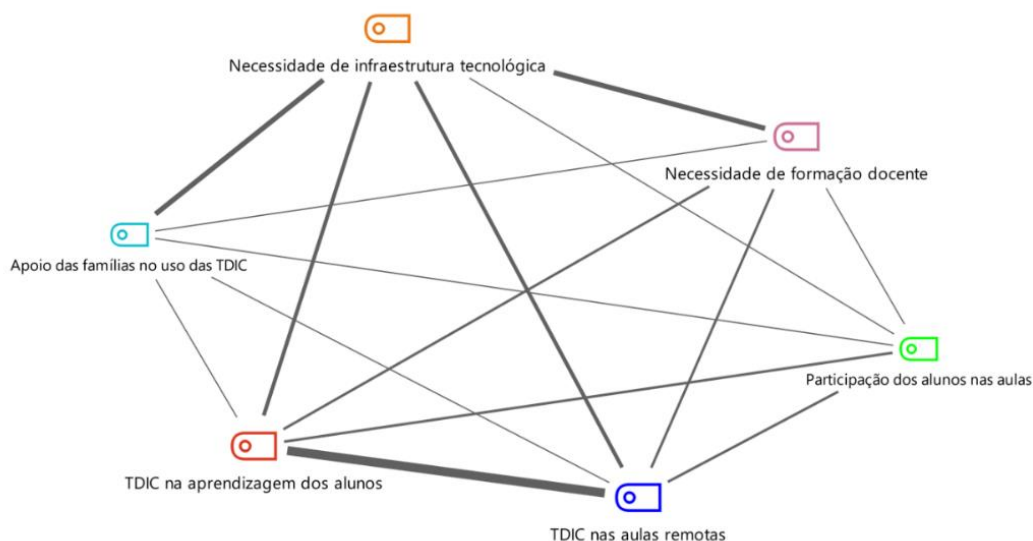 Necessidade de infraestrutura tecnológica
Necessidade de formação docente
Apoio das famílias no uso das TDIC
Participação dos alunos nas aulas
TDIC na aprendizagem dos alunos
TDIC nas aulas remotas